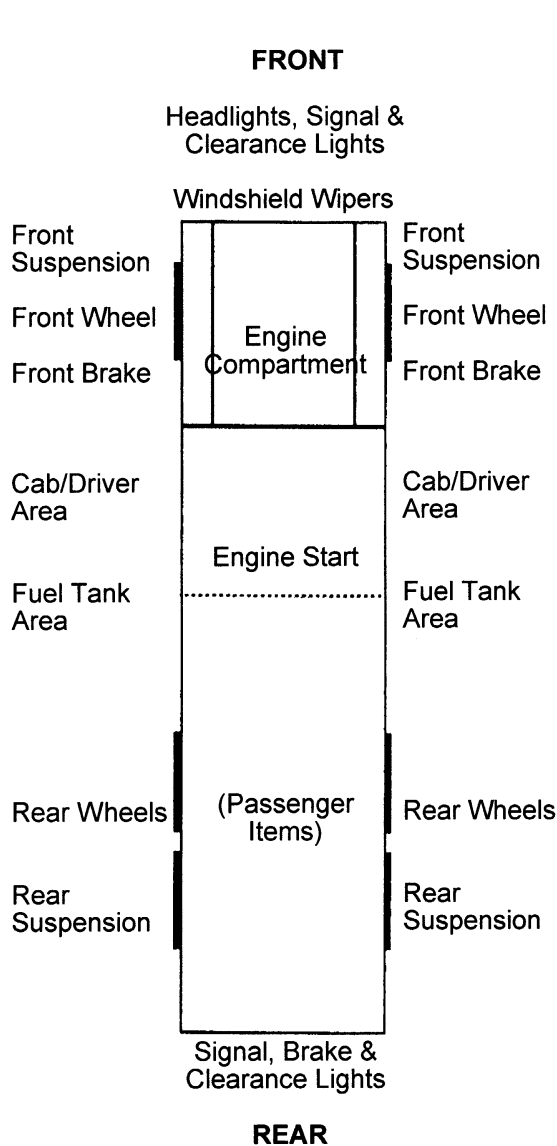 FRONT
Headlights, Signal &
Clearance Lights
Windshield Wipers
Front
Suspension
Front Wheel
Front Brake
Engine
Compartment
Front
Suspension
Front Wheel
Front Brake
Cab/Driver
Area
Fuel Tank
Area
Engine Start
Cab/Driver
Area
Fuel Tank
Area
Rear Wheels
Rear
Suspension
(Passenger
Items)
Rear Wheels
Rear
Suspension
Signal, Brake &
Clearance Lights
REAR